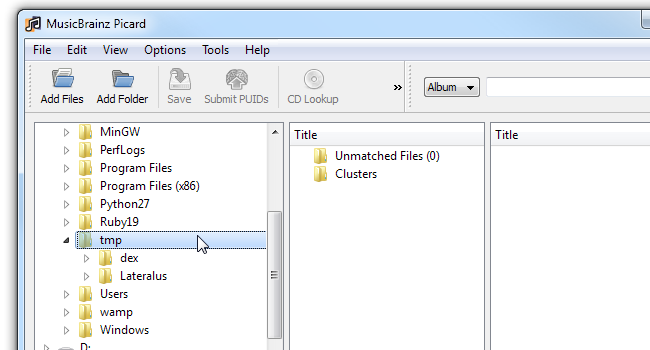 MusicBrainz Picard
File Edit View Options Tools Help
Add Files Add Folder Save Submit PUIDs CD Lookup » Album
Title Title
MinGW
PerfLogs
Program Files
Program Files (x86)
Python27
Ruby19
tmp
dex
Lateralus
Users
wamp
Windows
D:
Unmatched Files (0)
Clusters